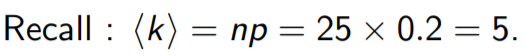 Recall : ⟨k⟩ = np = 25 × 0.2 = 5.